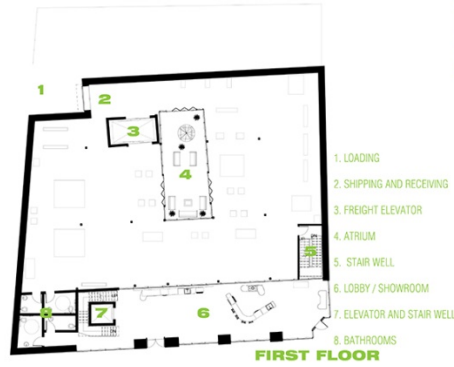 1
2
3
4
5
6
7
8
1. LOADING
2. SHIPPING AND RECEIVING
3. FREIGHT ELEVATOR
4. ATRIUM
5. STAIR WELL
6. LOBBY / SHOWROOM
7. ELEVATOR AND STAIR WELL
8. BATHROOMS
FIRST FLOOR